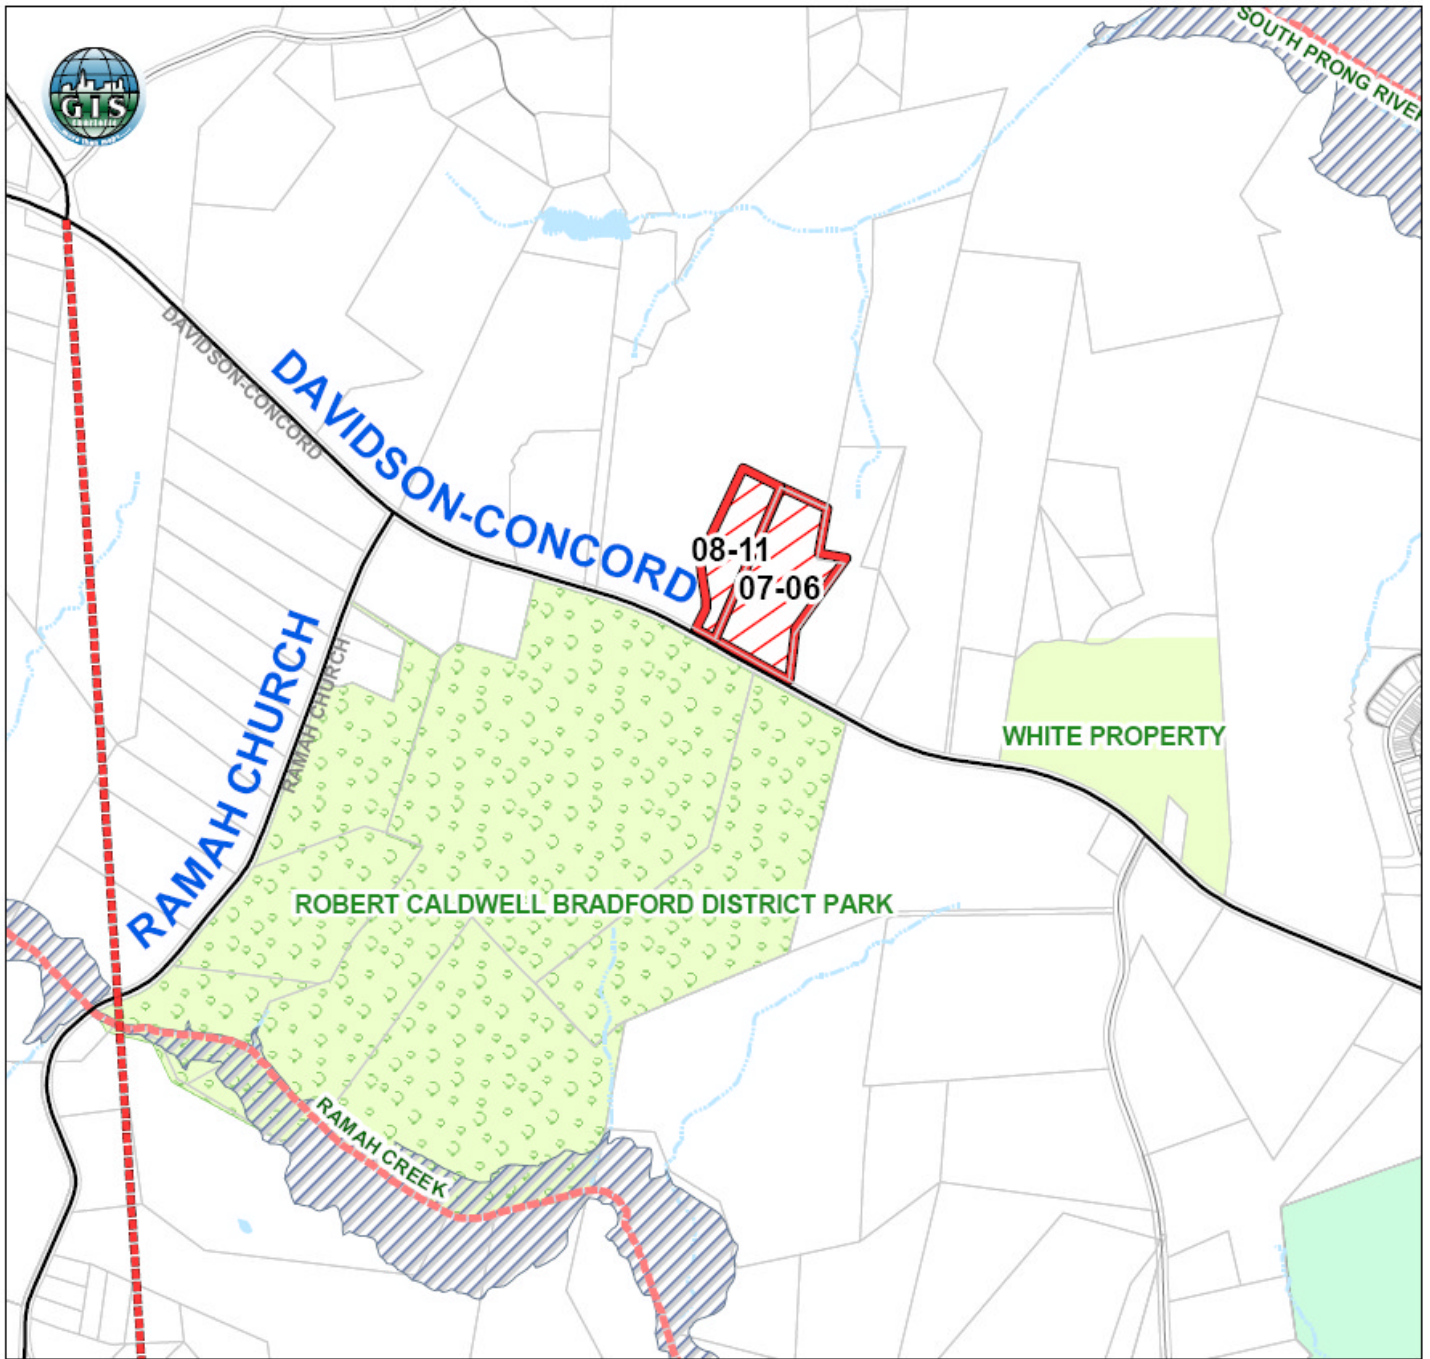 SOUTH PRONG RIVER
GIS
DAVIDSON-CONCORD
DAVIDSON-CONCORD
08-11
07-06
RAMAH CHURCH
RAMAH CHURCH
WHITE PROPERTY
ROBERT CALDWELL BRADFORD DISTRICT PARK
RAMAH CREEK